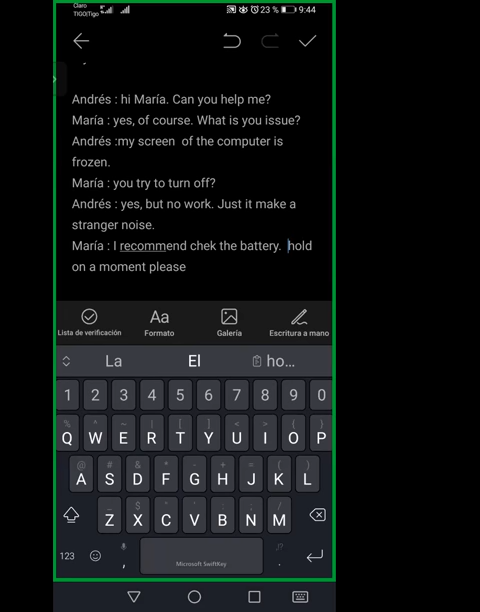 Claro
TIGO|Tigo
23 % 9:44
Andrés : hi María. Can you help me?
María : yes, of course. What is you issue?
Andrés :my screen  of the computer is
frozen.
María : you try to turn off?
Andrés : yes, but no work. Just it make a
stranger noise.
María : I recommend chek the battery.  hold
on a moment please
Aa
Lista de verificación Formato Galería Escritura a mano
La El ho...
1 2 3 4 5 6 7 8 9 0
Q W E R T Y U I O P
A S D F G H J K L
Z X C V B N M
123 , Microsoft SwiftKey .